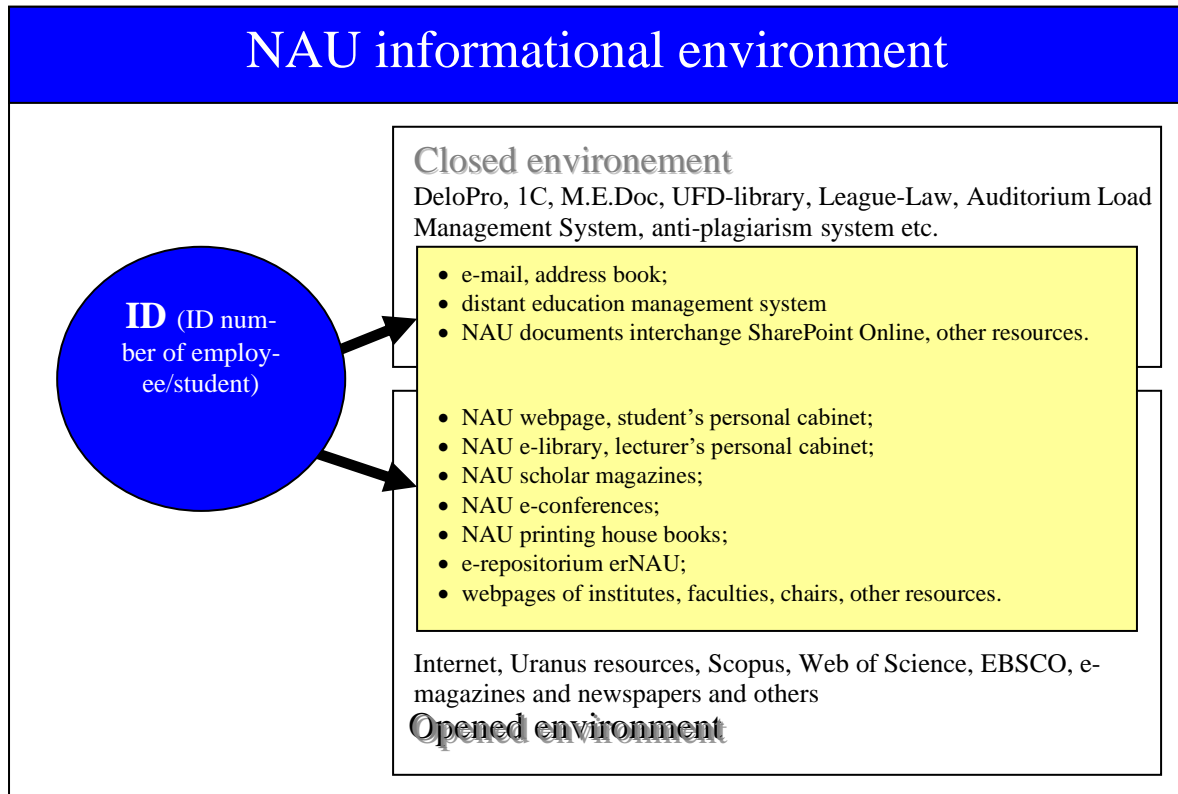 NAU informational environment
Closed environement
DeloPro, 1C, M.E.Doc, UFD-library, League-Law, Auditorium Load
Management System, anti-plagiarism system etc.
• e-mail, address book;
• distant education management system
• NAU documents interchange SharePoint Online, other resources.
ID (ID num-
ber of employ-
ee/student)
• NAU webpage, student’s personal cabinet;
• NAU e-library, lecturer’s personal cabinet;
• NAU scholar magazines;
• NAU e-conferences;
• NAU printing house books;
• e-repositorium erNAU;
• webpages of institutes, faculties, chairs, other resources.
Internet, Uranus resources, Scopus, Web of Science, EBSCO, e-
magazines and newspapers and others
Opened environment